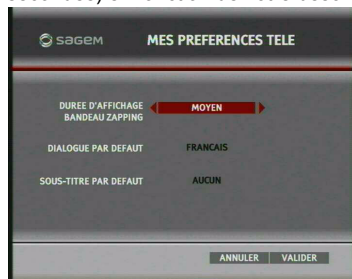 SAGEM
MES PREFERENCES TELE
DUREE D'AFFICHAGE
BANDEAU ZAPPING
MOYEN
DIALOGUE PAR DEFAUT
FRANCAIS
SOUS-TITRE PAR DEFAUT
AUCUN
ANNULER
VALIDER